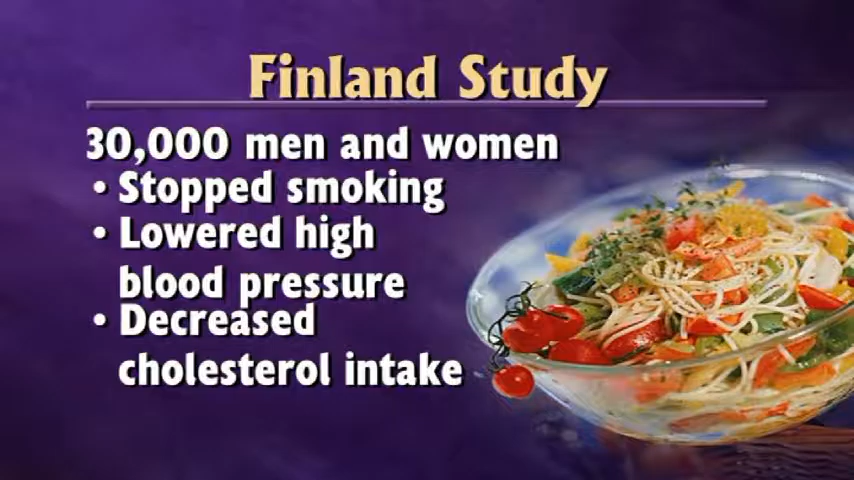 Finland Study
30,000 men and women
• Stopped smoking
• Lowered high
blood pressure
• Decreased
cholesterol intake